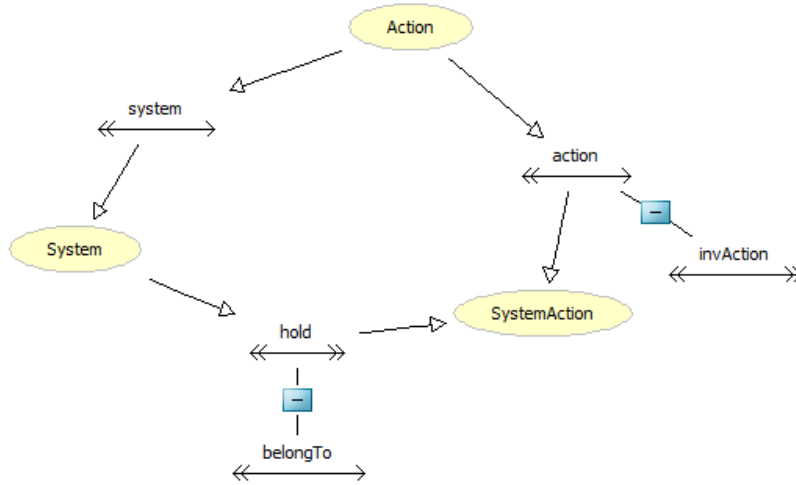 Action
system
action
System
invAction
SystemAction
hold
belongTo